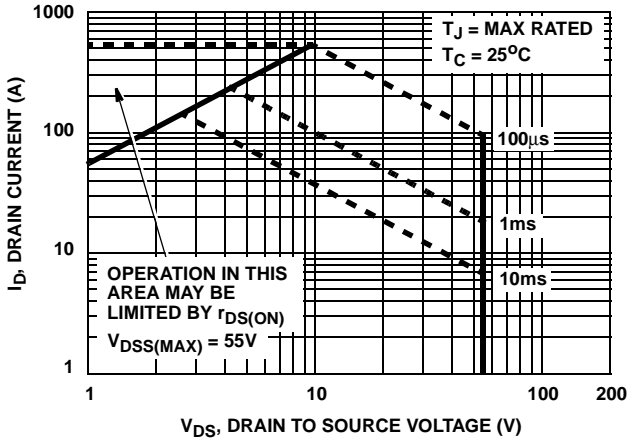 1000
100
10
1
I_D, DRAIN CURRENT (A)
T_J = MAX RATED
T_C = 25°C
100μs
1ms
10ms
OPERATION IN THIS
AREA MAY BE
LIMITED BY r_DS(ON)
V_DSS(MAX) = 55V
1
10
100
200
V_DS, DRAIN TO SOURCE VOLTAGE (V)